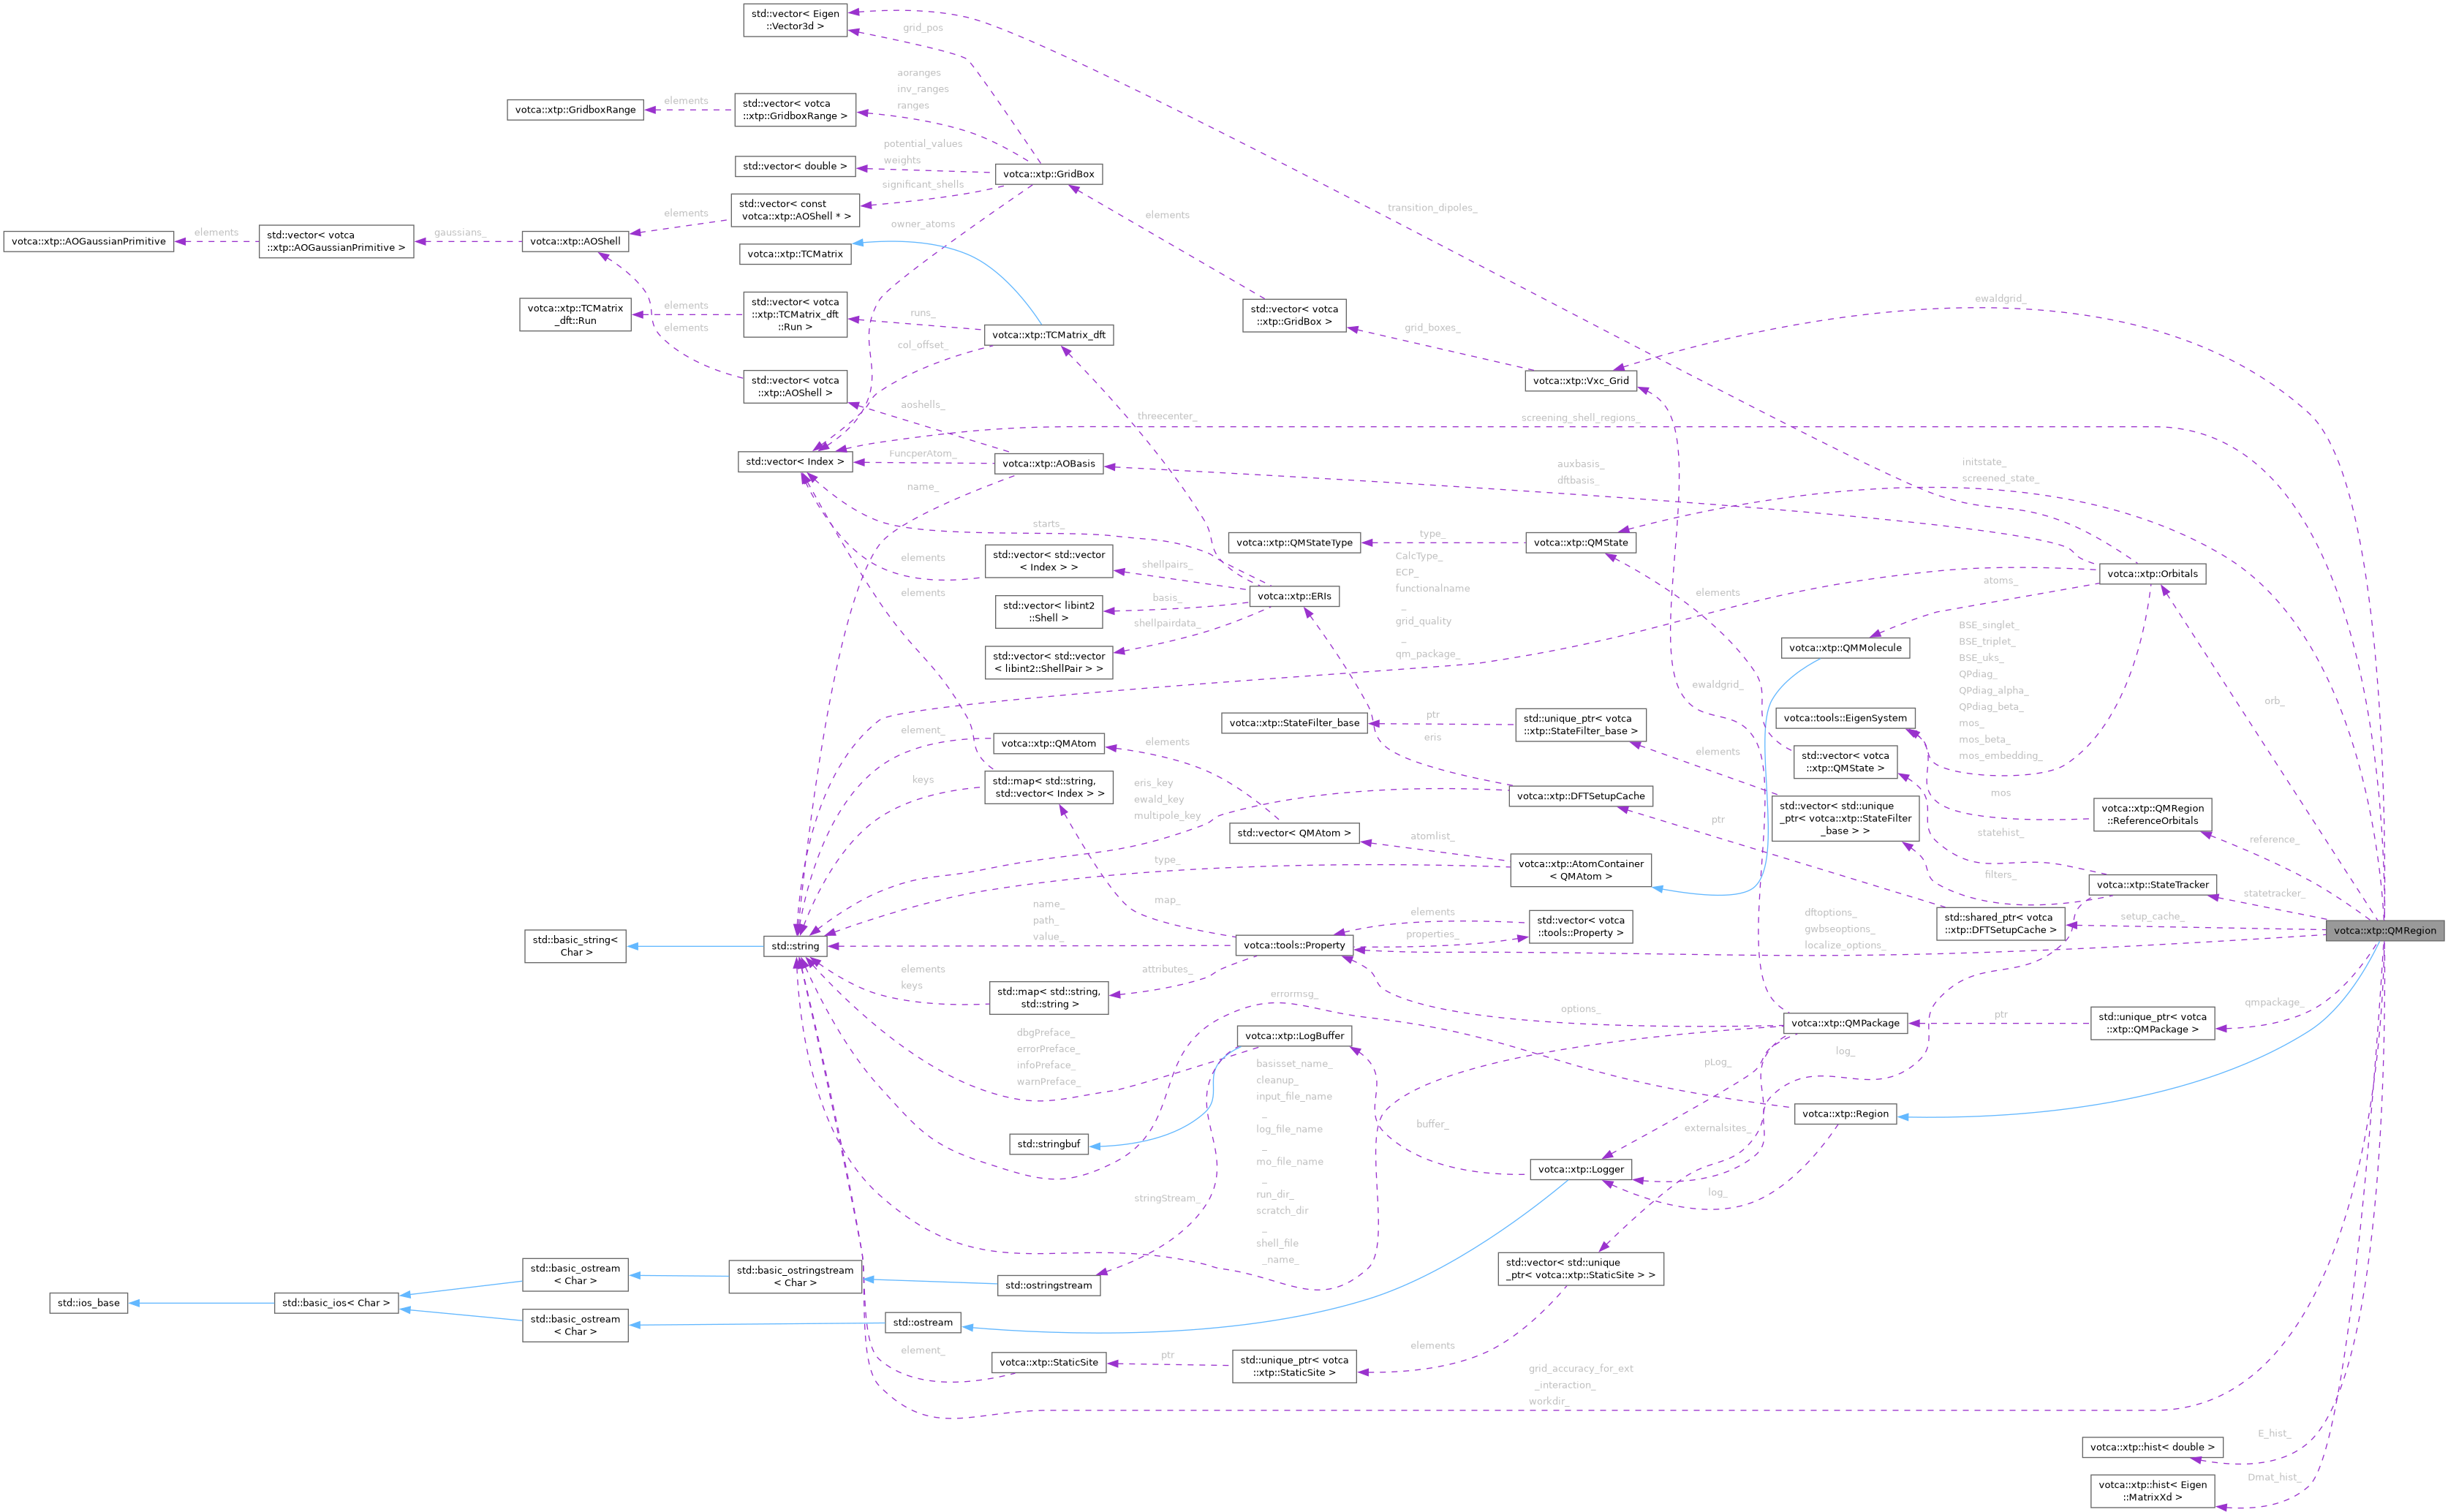 std::vector< Eigen
::Vector3d >
grid_pos
aoranges
inv_ranges
ranges
elements
votca::xtp::GridboxRange
std::vector< votca
::xtp::GridboxRange >
potential_values
weights
std::vector< double >
votca::xtp::GridBox
significant_shells
std::vector< const
votca::xtp::AOShell * >
elements
owner_atoms
transition_dipoles_
elements
votca::xtp::AOGaussianPrimitive
elements
std::vector< votca
::xtp::AOGaussianPrimitive >
gaussians_
votca::xtp::AOShell
votca::xtp::TCMatrix
ewaldgrid_
votca::xtp::TCMatrix
_dft::Run
elements
elements
std::vector< votca
::xtp::TCMatrix_dft
::Run >
runs_
votca::xtp::TCMatrix_dft
std::vector< votca
::xtp::GridBox >
grid_boxes_
col_offset_
votca::xtp::Vxc_Grid
std::vector< votca
::xtp::AOShell >
aoshells_
threecenter_
screening_shell_regions_
std::vector< Index >
FuncperAtom_
votca::xtp::AOBasis
auxbasis_
dftbasis_
initstate_
screened_state_
name_
starts_
votca::xtp::QMStateType
type_
votca::xtp::QMState
elements
std::vector< std::vector
< Index > >
shellpairs_
CalcType_
ECP_
functionalname
_
grid_quality
_
qm_package_
votca::xtp::Orbitals
atoms_
elements
std::vector< libint2
::Shell >
basis_
votca::xtp::ERIs
elements
shellpairdata_
std::vector< std::vector
< libint2::ShellPair > >
BSE_singlet_
BSE_triplet_
BSE_uks_
QPdiag_
QPdiag_alpha_
QPdiag_beta_
mos_
mos_beta_
mos_embedding_
votca::xtp::QMMolecule
ewaldgrid_
orb_
votca::xtp::StateFilter_base
ptr
std::unique_ptr< votca
::xtp::StateFilter_base >
votca::tools::EigenSystem
element_
votca::xtp::QMAtom
elements
eris
elements
std::vector< votca
::xtp::QMState >
keys
std::map< std::string,
std::vector< Index > >
eris_key
ewald_key
multipole_key
votca::xtp::DFTSetupCache
ptr
std::vector< std::unique
_ptr< votca::xtp::StateFilter
_base > >
mos
votca::xtp::QMRegion
::ReferenceOrbitals
statehist_
reference_
std::vector< QMAtom >
atomlist_
type_
votca::xtp::AtomContainer
< QMAtom >
filters_
votca::xtp::StateTracker
statetracker_
map_
name_
path_
value_
elements
properties_
std::vector< votca
::tools::Property >
dftoptions_
gwbseoptions_
localize_options_
std::shared_ptr< votca
::xtp::DFTSetupCache >
setup_cache_
votca::xtp::QMRegion
std::basic_string<
Char >
std::string
votca::tools::Property
elements
keys
std::map< std::string,
std::string >
attributes_
errormsg_
options_
votca::xtp::QMPackage
ptr
std::unique_ptr< votca
::xtp::QMPackage >
qmpackage_
dbgPreface_
errorPreface_
infoPreface_
warnPreface_
votca::xtp::LogBuffer
basisset_name_
cleanup_
input_file_name
_
log_file_name
_
mo_file_name
_
run_dir_
scratch_dir
_
shell_file
_name_
pLog_
log_
std::stringbuf
buffer_
externalsites_
votca::xtp::Region
votca::xtp::Logger
log_
stringStream_
std::ios_base
std::basic_ios< Char >
std::basic_ostream
< Char >
std::basic_ostringstream
< Char >
std::ostringstream
std::vector< std::unique
_ptr< votca::xtp::StaticSite > >
std::basic_ostream
< Char >
std::ostream
element_
votca::xtp::StaticSite
ptr
std::unique_ptr< votca
::xtp::StaticSite >
elements
grid_accuracy_for_ext
_interaction_
workdir_
votca::xtp::hist< double >
E_hist_
votca::xtp::hist< Eigen
::MatrixXd >
Dmat_hist_